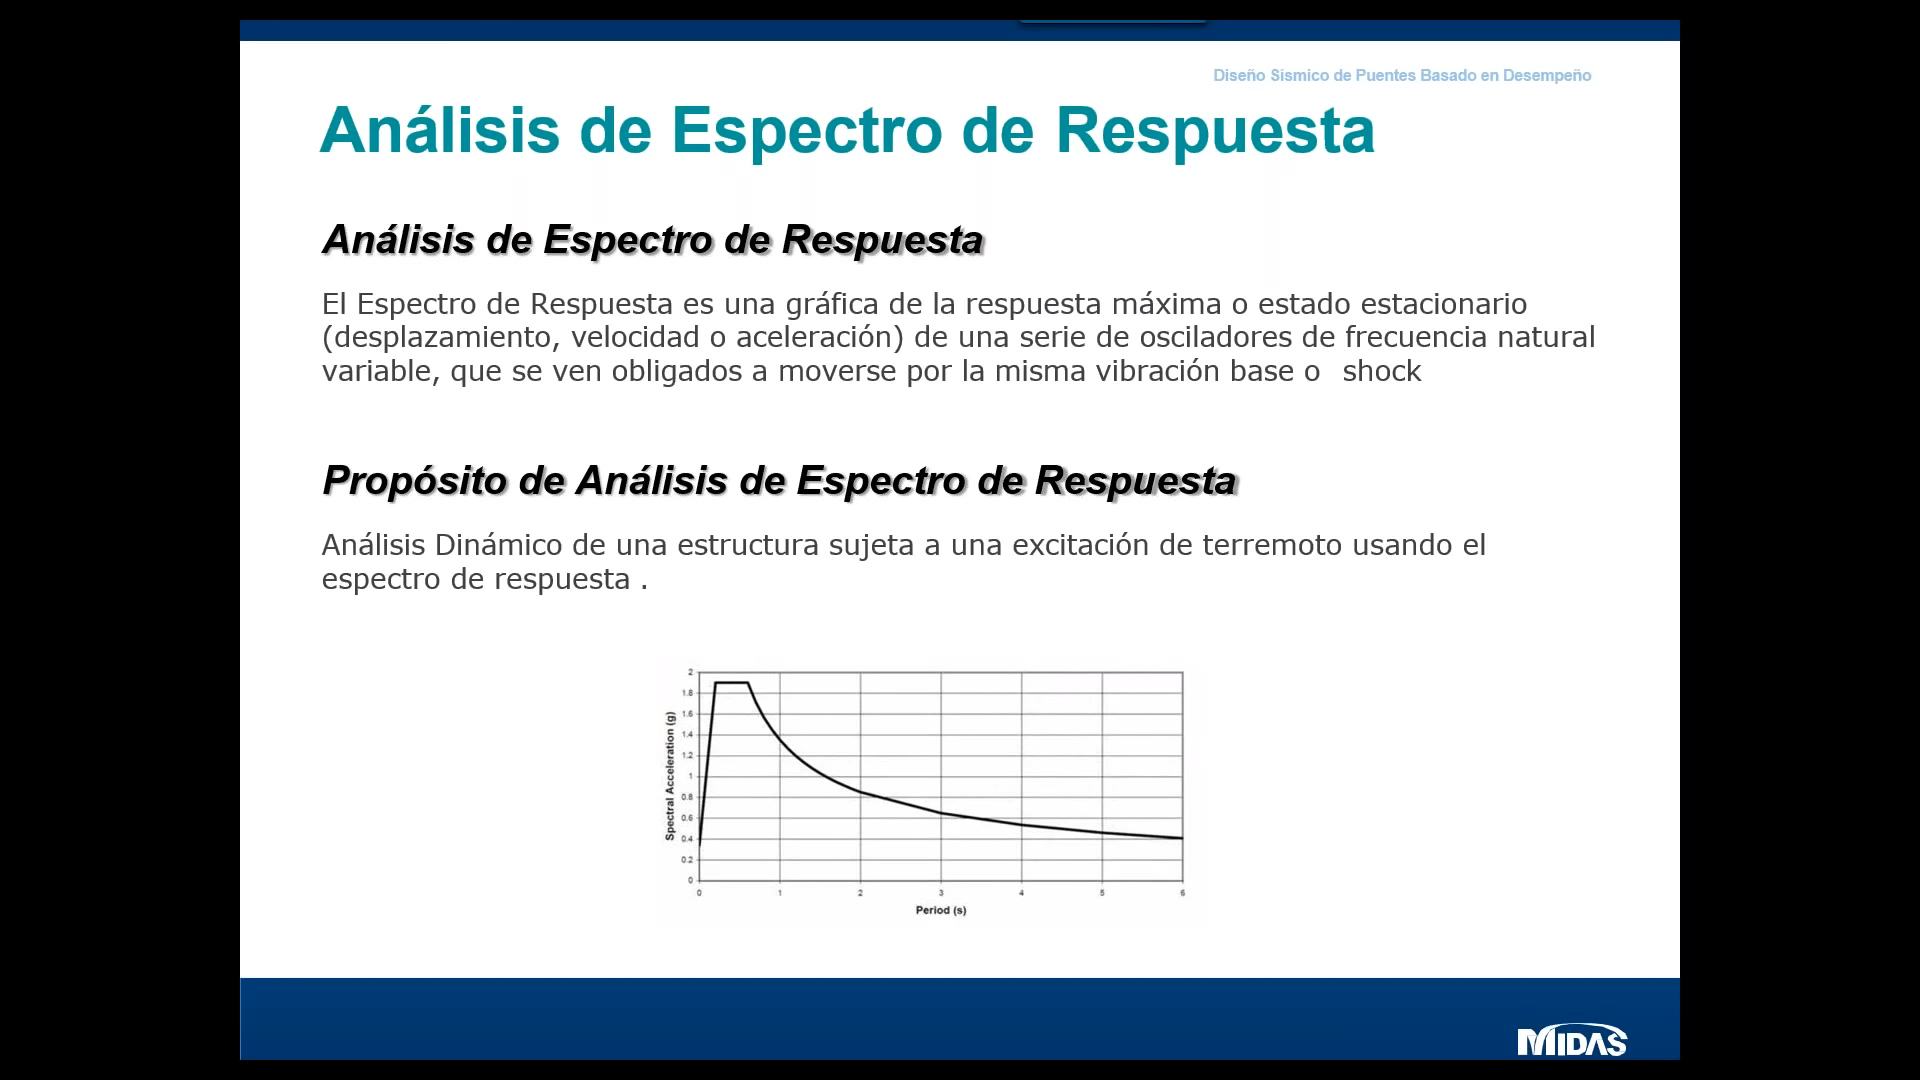 Diseño Sísmico de Puentes Basado en Desempeño
Análisis de Espectro de Respuesta
Análisis de Espectro de Respuesta
El Espectro de Respuesta es una gráfica de la respuesta máxima o estado estacionario
(desplazamiento, velocidad o aceleración) de una serie de osciladores de frecuencia natural
variable, que se ven obligados a moverse por la misma vibración base o shock
Propósito de Análisis de Espectro de Respuesta
Análisis Dinámico de una estructura sujeta a una excitación de terremoto usando el
espectro de respuesta .
Spectral Acceleration (g)
2
1.8
1.6
1.4
1.2
1
0.8
0.6
0.4
0.2
0
0 1 2 3 4 5 6
Period (s)
MIDAS